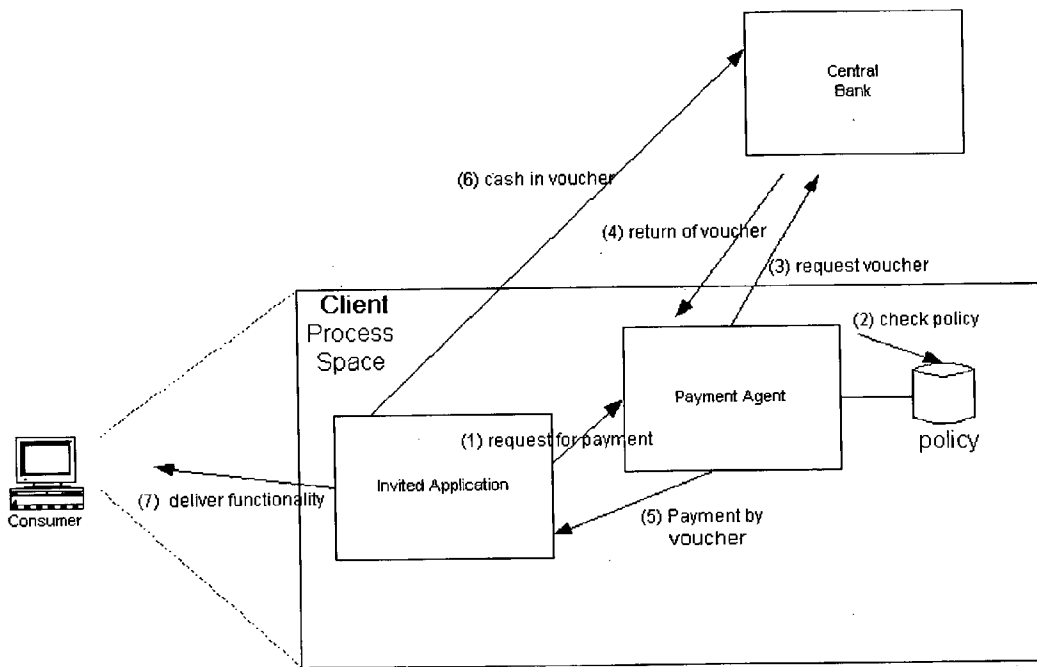 Central
Bank
(6) cash in voucher
(4) return of voucher
(3) request voucher
Client
Process
Space
(2) check policy
Payment Agent
policy
(1) request for payment
Invited Application
(7) deliver functionality
Consumer
(5) Payment by
voucher